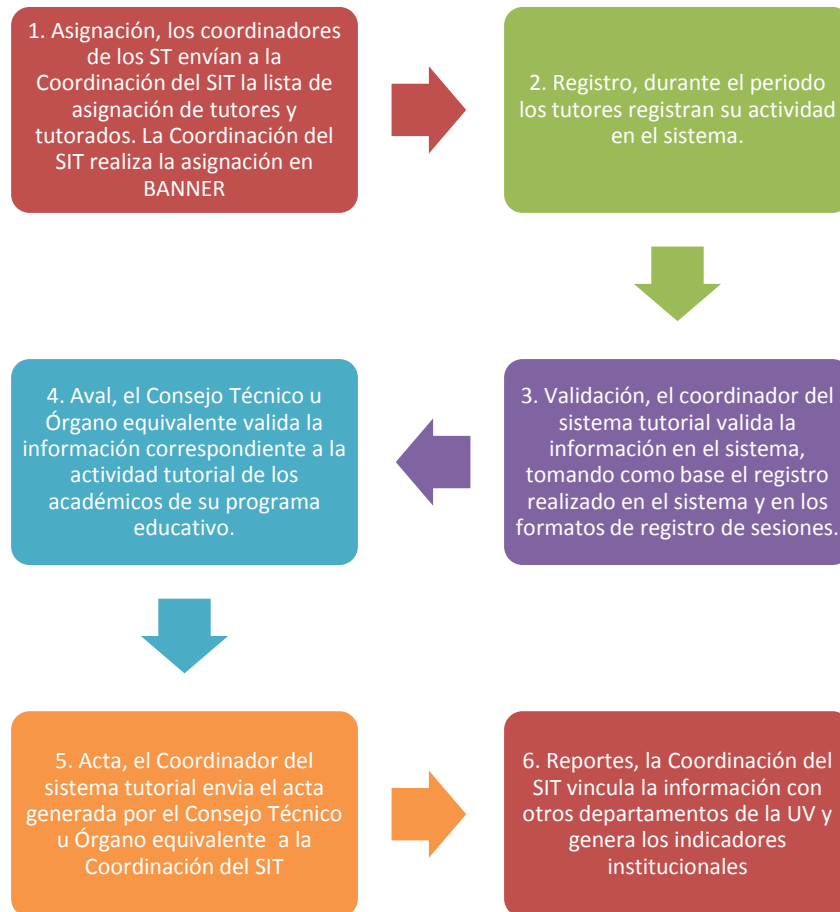 1. Asignación, los coordinadores
de los ST envían a la
Coordinación del SIT la lista de
asignación de tutores y
tutorados. La Coordinación del
SIT realiza la asignación en
BANNER
2. Registro, durante el periodo
los tutores registran su actividad
en el sistema.
3. Validación, el coordinador del
sistema tutorial valida la
información en el sistema,
tomando como base el registro
realizado en el sistema y en los
formatos de registro de sesiones.
4. Aval, el Consejo Técnico u
Órgano equivalente valida la
información correspondiente a la
actividad tutorial de los
académicos de su programa
educativo.
5. Acta, el Coordinador del
sistema tutorial envia el acta
generada por el Consejo Técnico
u Órgano equivalente a la
Coordinación del SIT
6. Reportes, la Coordinación del
SIT vincula la información con
otros departamentos de la UV y
genera los indicadores
institucionales